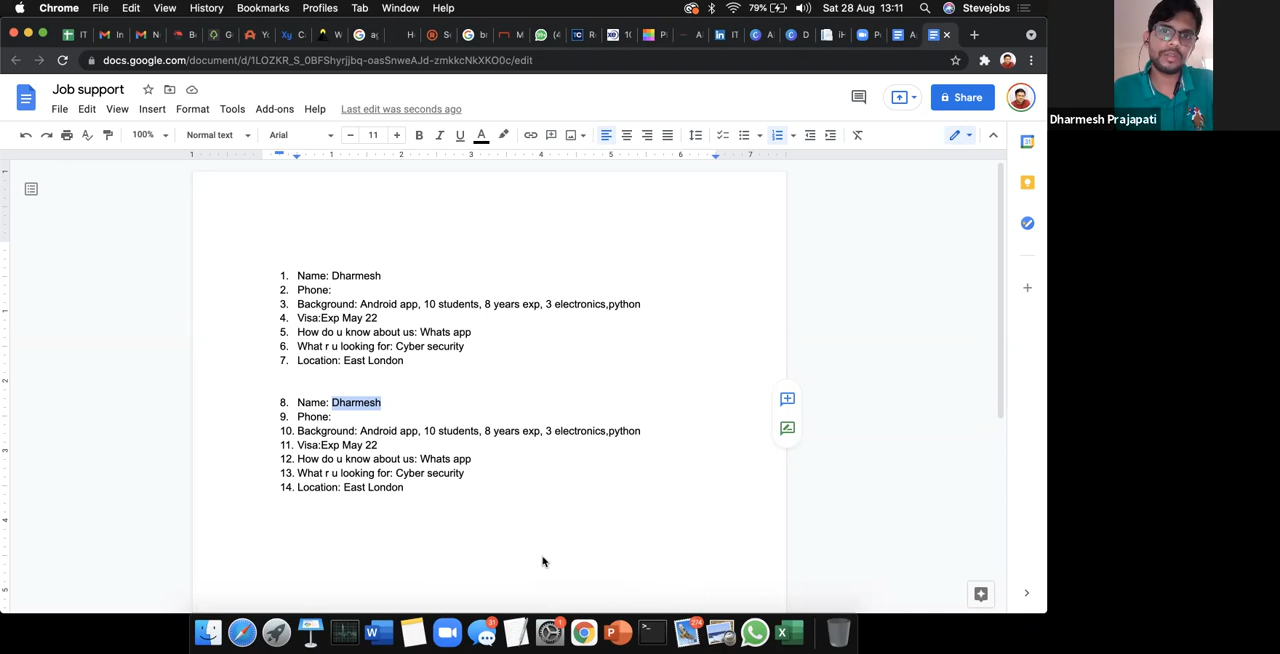 Chrome File Edit View History Bookmarks Profiles Tab Window Help 79% Sat 28 Aug 13:11 Stevejobs
docs.google.com/document/d/1LOZKR_S_0BFShyrjjbq-oasSnweAJd-zmkkcNkXKO0c/edit
Job support
File Edit View Insert Format Tools Add-ons Help Last edit was seconds ago
Share
100% Normal text Arial 11
Dharmesh Prajapati
1. Name: Dharmesh
2. Phone:
3. Background: Android app, 10 students, 8 years exp, 3 electronics,python
4. Visa:Exp May 22
5. How do u know about us: Whats app
6. What r u looking for: Cyber security
7. Location: East London
8. Name: Dharmesh
9. Phone:
10. Background: Android app, 10 students, 8 years exp, 3 electronics,python
11. Visa:Exp May 22
12. How do u know about us: Whats app
13. What r u looking for: Cyber security
14. Location: East London